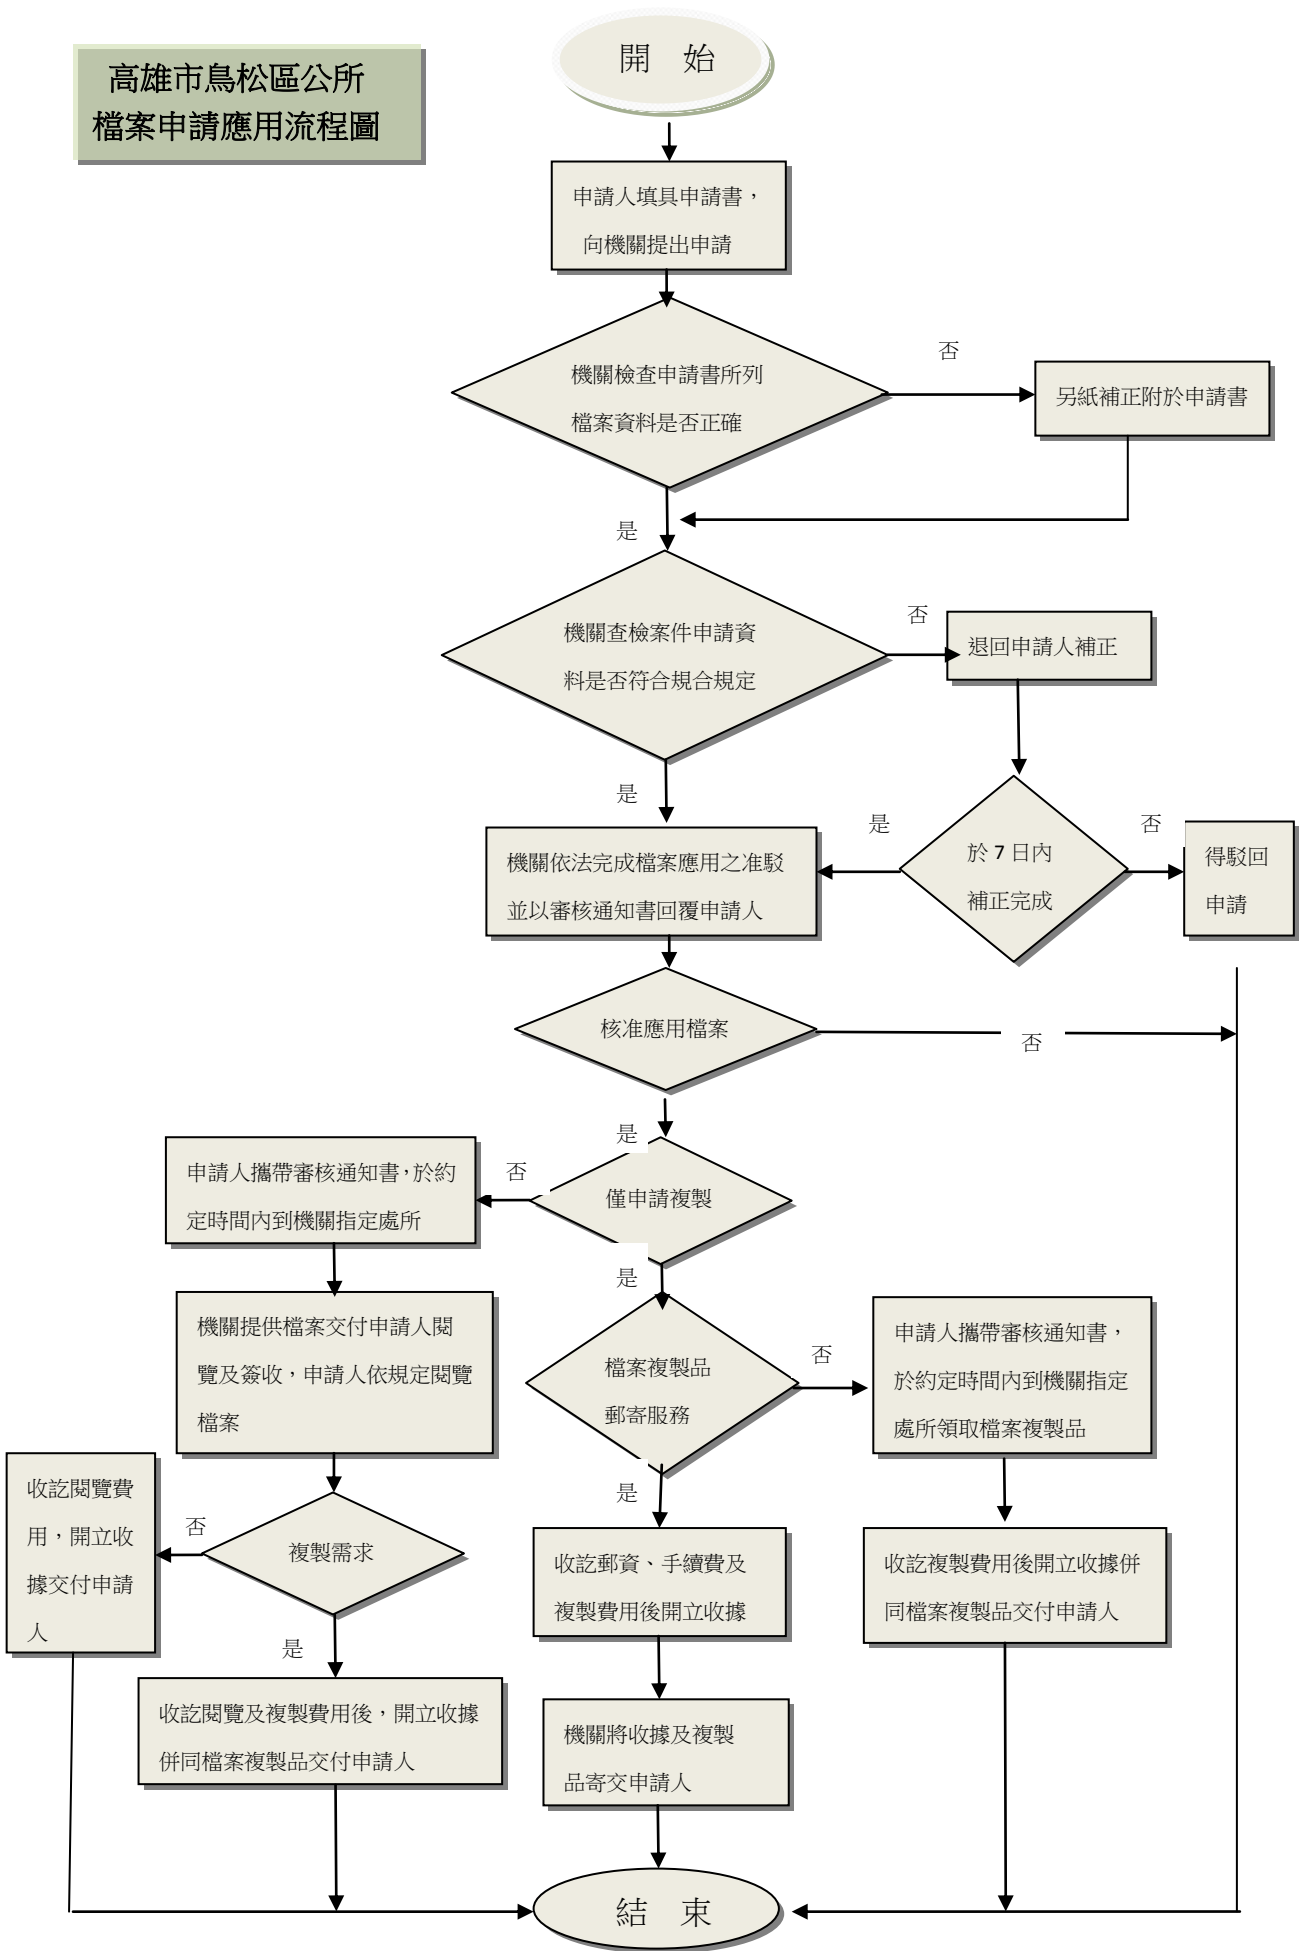 開 始
高雄市鳥松區公所
檔案申請應用流程圖
申請人填具申請書，
向機關提出申請
機關檢查申請書所列
檔案資料是否正確
否
另紙補正附於申請書
是
機關查檢案件申請資
料是否符合規合規定
否
退回申請人補正
是
機關依法完成檔案應用之准駁
並以審核通知書回覆申請人
是
於 7 日內
補正完成
否
得駁回
申請
核准應用檔案
否
是
僅申請複製
否
申請人攜帶審核通知書，於約
定時間內到機關指定處所
機關提供檔案交付申請人閱
覽及簽收，申請人依規定閱覽
檔案
是
檔案複製品
郵寄服務
否
申請人攜帶審核通知書，
於約定時間內到機關指定
處所領取檔案複製品
收訖閱覽費
用，開立收
據交付申請
人
否
複製需求
是
收訖閱覽及複製費用後，開立收據
併同檔案複製品交付申請人
是
收訖郵資、手續費及
複製費用後開立收據
機關將收據及複製
品寄交申請人
收訖複製費用後開立收據併
同檔案複製品交付申請人
結 束